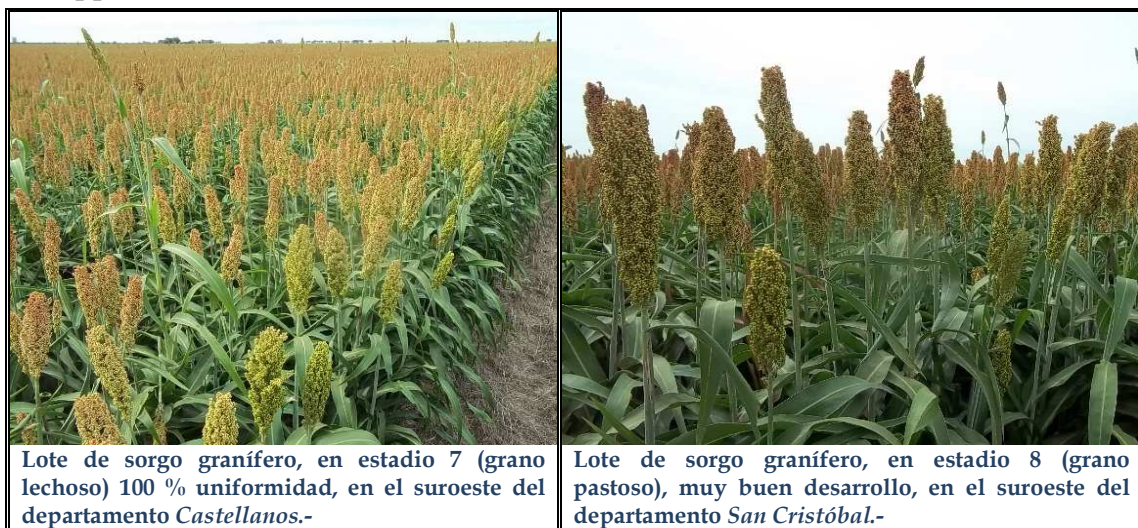 Lote de sorgo granífero, en estadio 7 (grano
lechoso) 100 % uniformidad, en el suroeste del
departamento Castellanos.-
Lote de sorgo granífero, en estadio 8 (grano
pastoso), muy buen desarrollo, en el suroeste del
departamento San Cristóbal.-